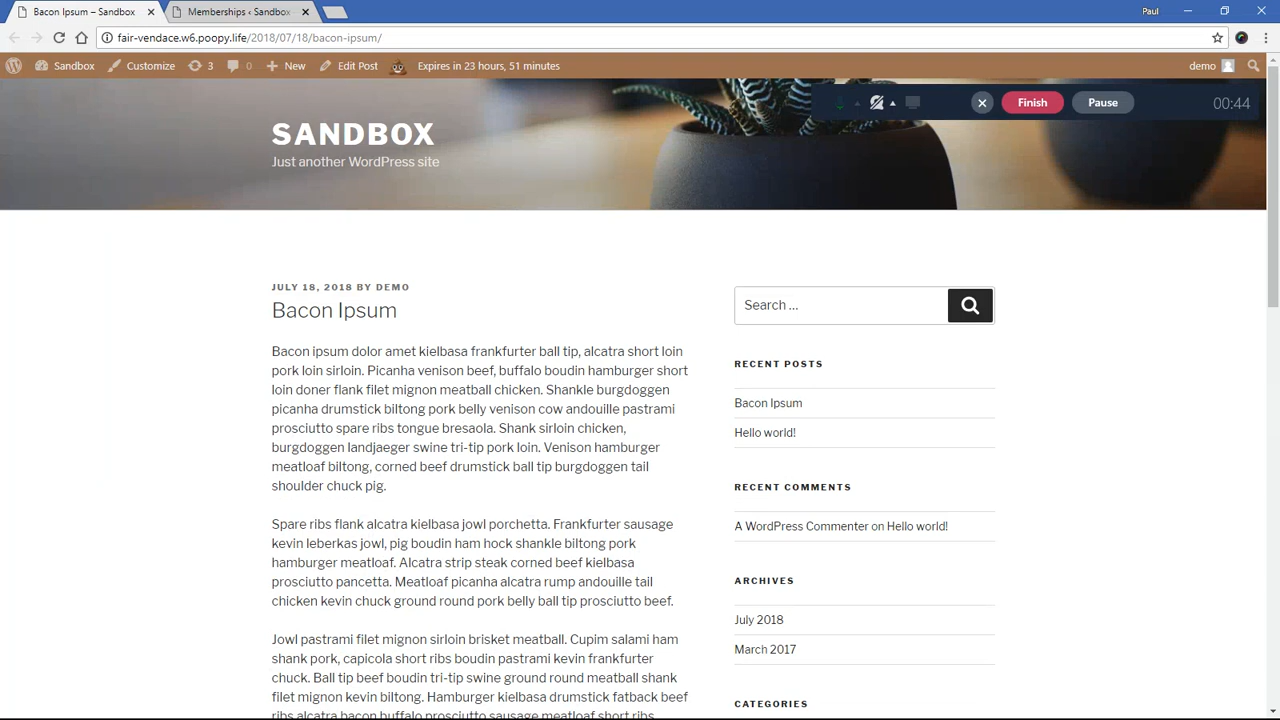 Bacon Ipsum – Sandbox
Memberships ‹ Sandbox
Paul
fair-vendace.w6.poopy.life/2018/07/18/bacon-ipsum/
Sandbox
Customize
3
0
New
Edit Post
Expires in 23 hours, 51 minutes
demo
Finish
Pause
00:44
SANDBOX
Just another WordPress site
JULY 18, 2018 BY DEMO
Bacon Ipsum
Bacon ipsum dolor amet kielbasa frankfurter ball tip, alcatra short loin
pork loin sirloin. Picanha venison beef, buffalo boudin hamburger short
loin doner flank filet mignon meatball chicken. Shankle burgdoggen
picanha drumstick biltong pork belly venison cow andouille pastrami
prosciutto spare ribs tongue bresaola. Shank sirloin chicken,
burgdoggen landjaeger swine tri-tip pork loin. Venison hamburger
meatloaf biltong, corned beef drumstick ball tip burgdoggen tail
shoulder chuck pig.
Spare ribs flank alcatra kielbasa jowl porchetta. Frankfurter sausage
kevin leberkas jowl, pig boudin ham hock shankle biltong pork
hamburger meatloaf. Alcatra strip steak corned beef kielbasa
prosciutto pancetta. Meatloaf picanha alcatra rump andouille tail
chicken kevin chuck ground round pork belly ball tip prosciutto beef.
Jowl pastrami filet mignon sirloin brisket meatball. Cupim salami ham
shank pork, capicola short ribs boudin pastrami kevin frankfurter
chuck. Ball tip beef boudin tri-tip swine ground round meatball shank
filet mignon kevin biltong. Hamburger kielbasa drumstick fatback beef
ribs alcatra bacon buffalo prosciutto sausage meatloaf short ribs
Search …
RECENT POSTS
Bacon Ipsum
Hello world!
RECENT COMMENTS
A WordPress Commenter on Hello world!
ARCHIVES
July 2018
March 2017
CATEGORIES